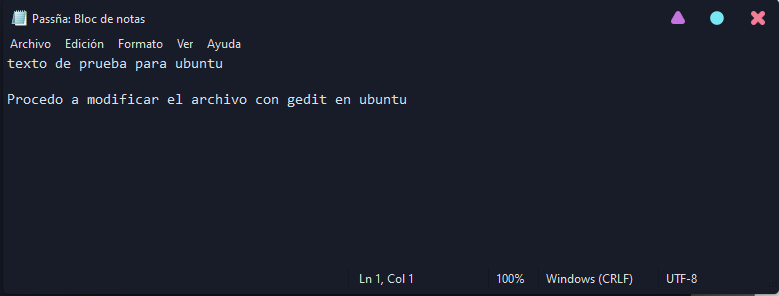 Passña: Bloc de notas
Archivo Edición Formato Ver Ayuda
texto de prueba para ubuntu
Procedo a modificar el archivo con gedit en ubuntu
Ln 1, Col 1 100% Windows (CRLF) UTF-8